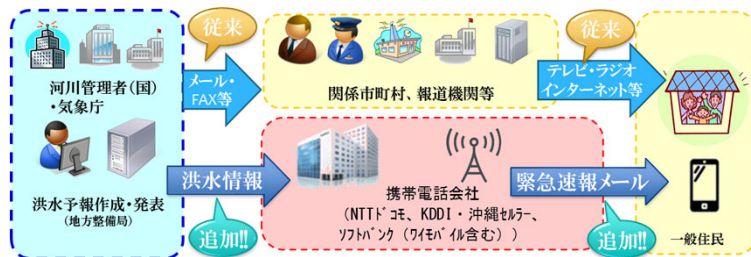 従来
従来
メール・
FAX等
テレビ・ラジオ
インターネット等
河川管理者(国)
・気象庁
関係市町村、報道機関等
洪水情報
緊急速報メール
携帯電話会社
(NTTドコモ、KDDI・沖縄セルラー、
ソフトバンク(ワイモバイル含む))
洪水予報作成・発表
(地方整備局)
追加!!
追加!!
一般住民